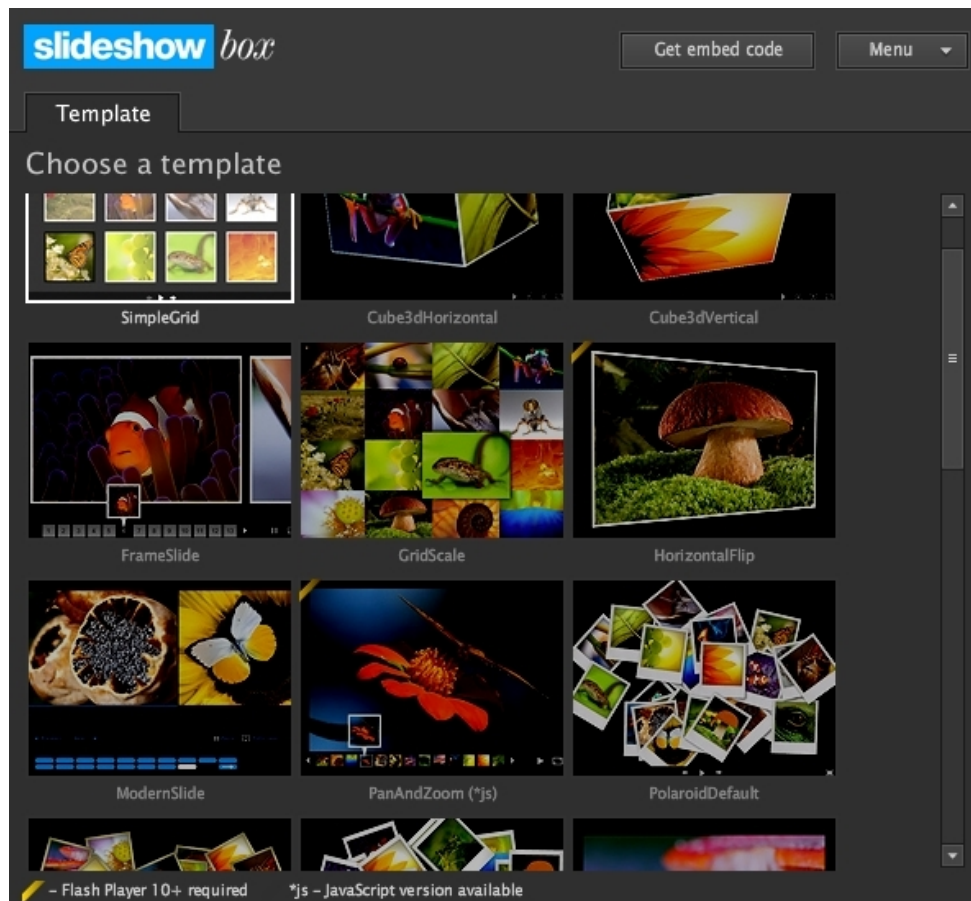 slideshow box
Get embed code
Menu
Template
Choose a template
SimpleGrid
Cube3dHorizontal
Cube3dVertical
FrameSlide
GridScale
HorizontalFlip
ModernSlide
PanAndZoom (*js)
PolaroidDefault
– Flash Player 10+ required
*js – JavaScript version available